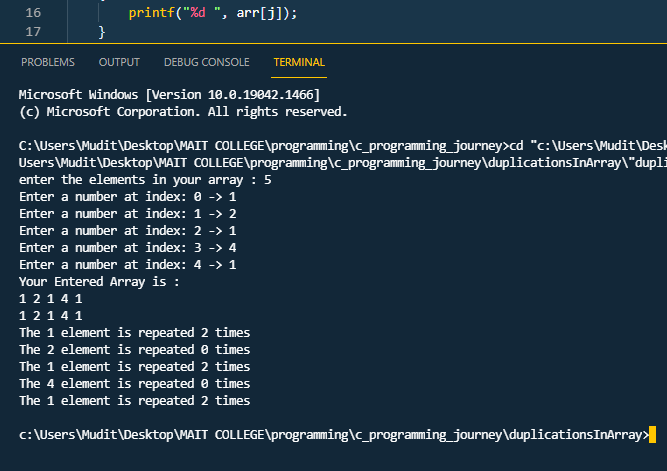 16 printf("%d ", arr[j]);
17 }
PROBLEMS OUTPUT DEBUG CONSOLE TERMINAL
Microsoft Windows [Version 10.0.19042.1466]
(c) Microsoft Corporation. All rights reserved.
C:\Users\Mudit\Desktop\MAIT COLLEGE\programming\c_programming_journey>cd "c:\Users\Mudit\Desk
Users\Mudit\Desktop\MAIT COLLEGE\programming\c_programming_journey\duplicationsInArray\"dupli
enter the elements in your array : 5
Enter a number at index: 0 -> 1
Enter a number at index: 1 -> 2
Enter a number at index: 2 -> 1
Enter a number at index: 3 -> 4
Enter a number at index: 4 -> 1
Your Entered Array is :
1 2 1 4 1
1 2 1 4 1
The 1 element is repeated 2 times
The 2 element is repeated 0 times
The 1 element is repeated 2 times
The 4 element is repeated 0 times
The 1 element is repeated 2 times
c:\Users\Mudit\Desktop\MAIT COLLEGE\programming\c_programming_journey\duplicationsInArray>